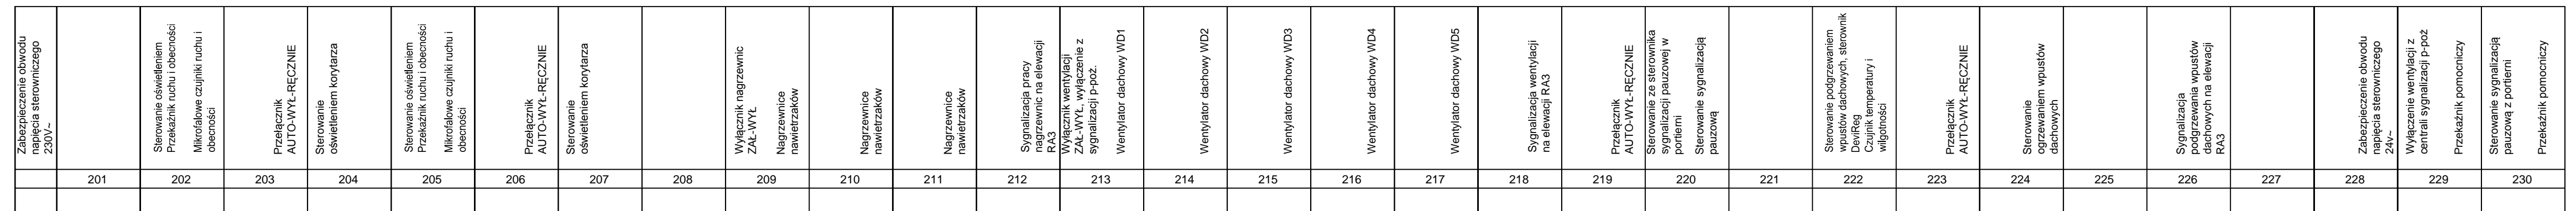 Zabezpieczenie obwodu
napięcia sterowniczego
230V~
Sterowanie oświetleniem
Przekaźnik ruchu i obecności
Mikrofalowe czujniki ruchu i
obecności
Przełącznik
AUTO-WYŁ-RĘCZNIE
Sterowanie
oświetleniem korytarza
Sterowanie oświetleniem
Przekaźnik ruchu i obecności
Mikrofalowe czujniki ruchu i
obecności
Przełącznik
AUTO-WYŁ-RĘCZNIE
Sterowanie
oświetleniem korytarza
Wyłącznik nagrzewnic
ZAŁ-WYŁ
Nagrzewnice
nawietrzaków
Nagrzewnice
nawietrzaków
Nagrzewnice
nawietrzaków
Sygnalizacja pracy
nagrzewnic na elewacji
RA3
Wyłącznik wentylacji
ZAŁ-WYŁ, wyłączenie z
sygnalizacji p-poż.
Wentylator dachowy WD1
Wentylator dachowy WD2
Wentylator dachowy WD3
Wentylator dachowy WD4
Wentylator dachowy WD5
Sygnalizacja wentylacji
na elewacji RA3
Przełącznik
AUTO-WYŁ-RĘCZNIE
Sterowanie ze sterownika
sygnalizacji pauzowej w
portierni
Sterowanie sygnalizacją
pauzową
Sterowanie podgrzewaniem
wpustów dachowych, sterownik
DeviReg
Czujnik temperatury i
wilgotności
Przełącznik
AUTO-WYŁ-RĘCZNIE
Sterowanie
ogrzewaniem wpustów
dachowych
Sygnalizacja
podgrzewania wpustów
dachowych na elewacji
RA3
Zabezpieczenie obwodu
napięcia sterowniczego
24v~
Wyłączenie wentylacji z
centrali sygnalizacji p-poż
Przekaźnik pomocniczy
Sterowanie sygnalizacją
pauzową z portierni
Przekaźnik pomocniczy
201 202 203 204 205 206 207 208 209 210 211 212 213 214 215 216 217 218 219 220 221 222 223 224 225 226 227 228 229 230